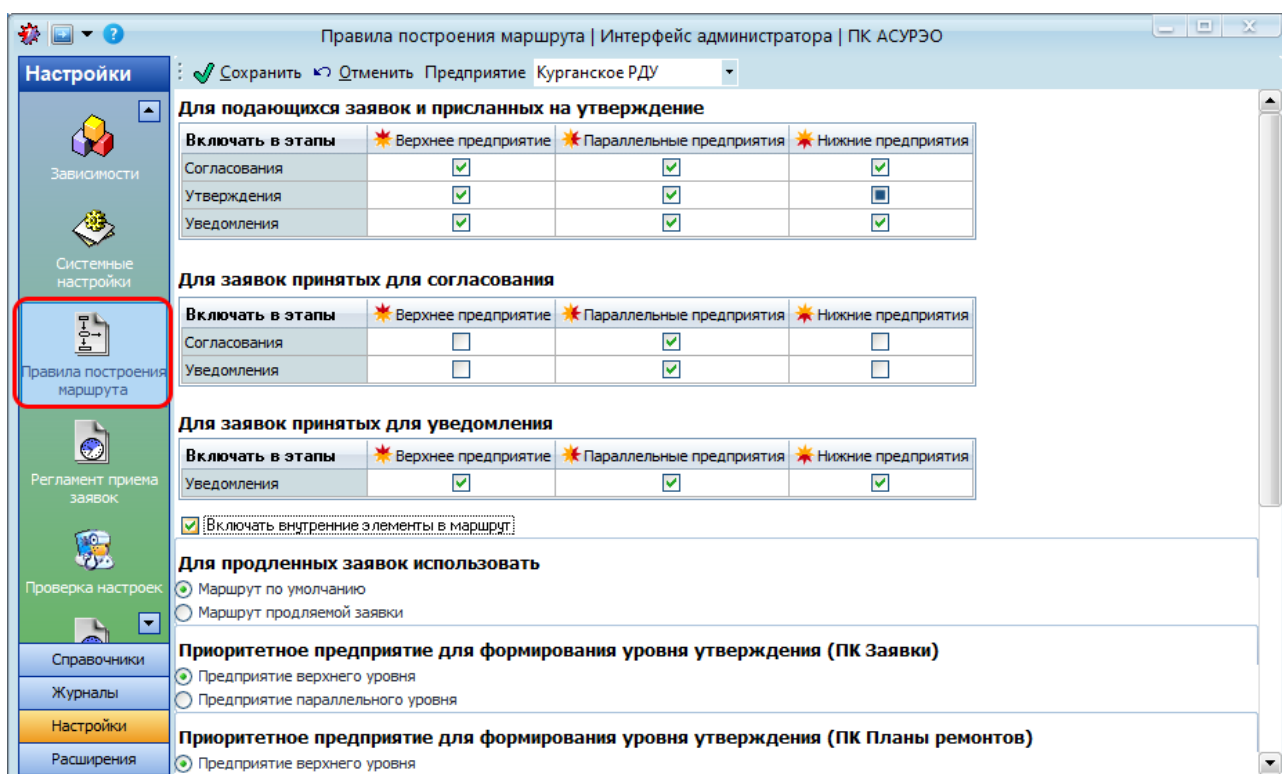 Правила построения маршрута | Интерфейс администратора | ПК АСУРЭО
Настройки
Сохранить Отменить Предприятие Курганское РДУ
Зависимости
Системные
настройки
Правила построения
маршрута
Регламент приема
заявок
Проверка настроек
Справочники
Журналы
Настройки
Расширения
Для подающихся заявок и присланных на утверждение
Включать в этапы Верхнее предприятие Параллельные предприятия Нижние предприятия
Согласования
Утверждения
Уведомления
Для заявок принятых для согласования
Включать в этапы Верхнее предприятие Параллельные предприятия Нижние предприятия
Согласования
Уведомления
Для заявок принятых для уведомления
Включать в этапы Верхнее предприятие Параллельные предприятия Нижние предприятия
Уведомления
Включать внутренние элементы в маршрут
Для продленных заявок использовать
Маршрут по умолчанию
Маршрут продляемой заявки
Приоритетное предприятие для формирования уровня утверждения (ПК Заявки)
Предприятие верхнего уровня
Предприятие параллельного уровня
Приоритетное предприятие для формирования уровня утверждения (ПК Планы ремонтов)
Предприятие верхнего уровня